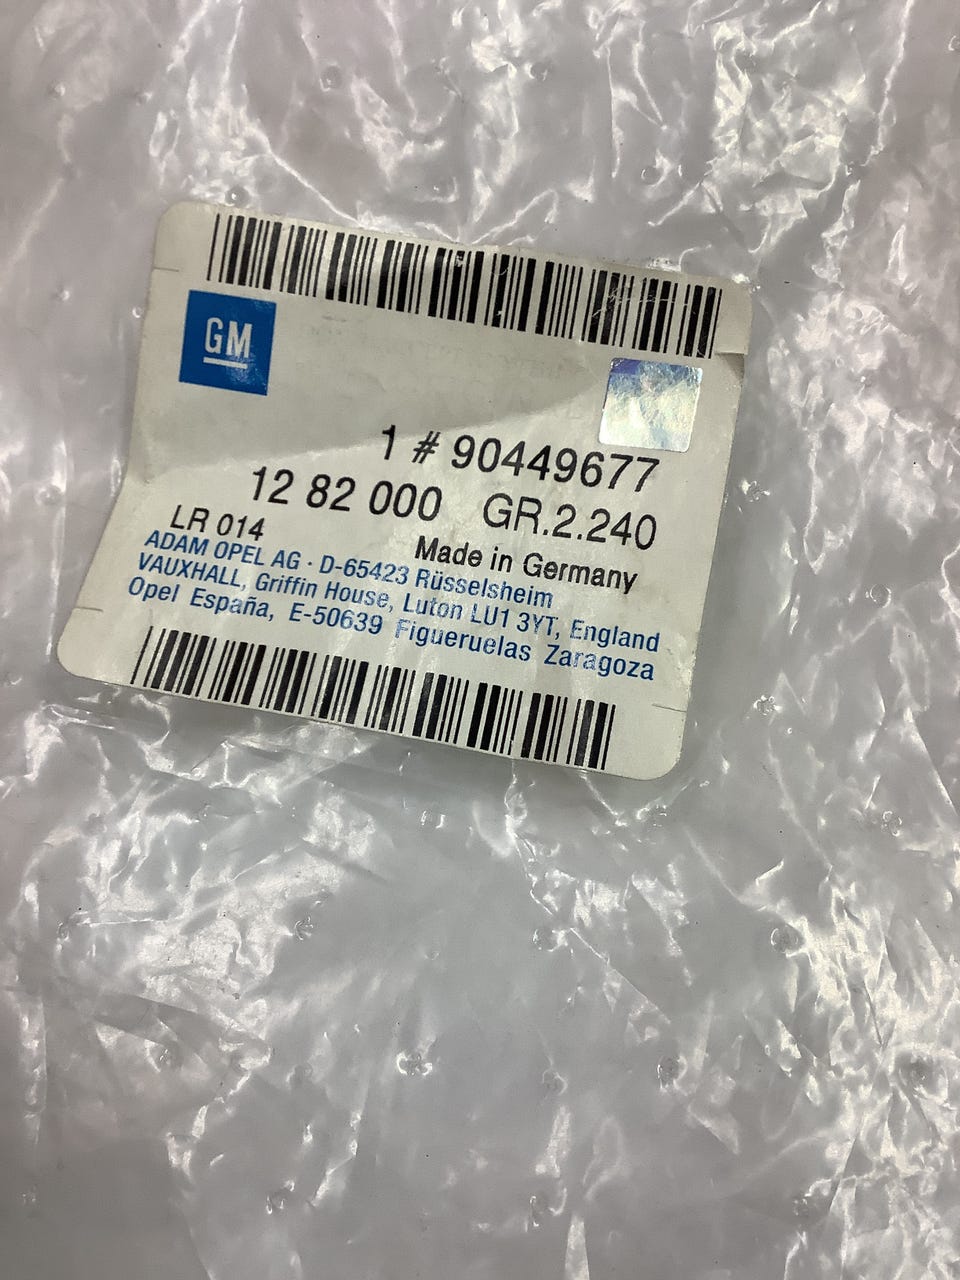 GM
1 # 90449677
12 82 000 GR.2.240
LR 014 Made in Germany
ADAM OPEL AG · D-65423 Rüsselsheim
VAUXHALL, Griffin House, Luton LU1 3YT, England
Opel España, E-50639 Figueruelas Zaragoza